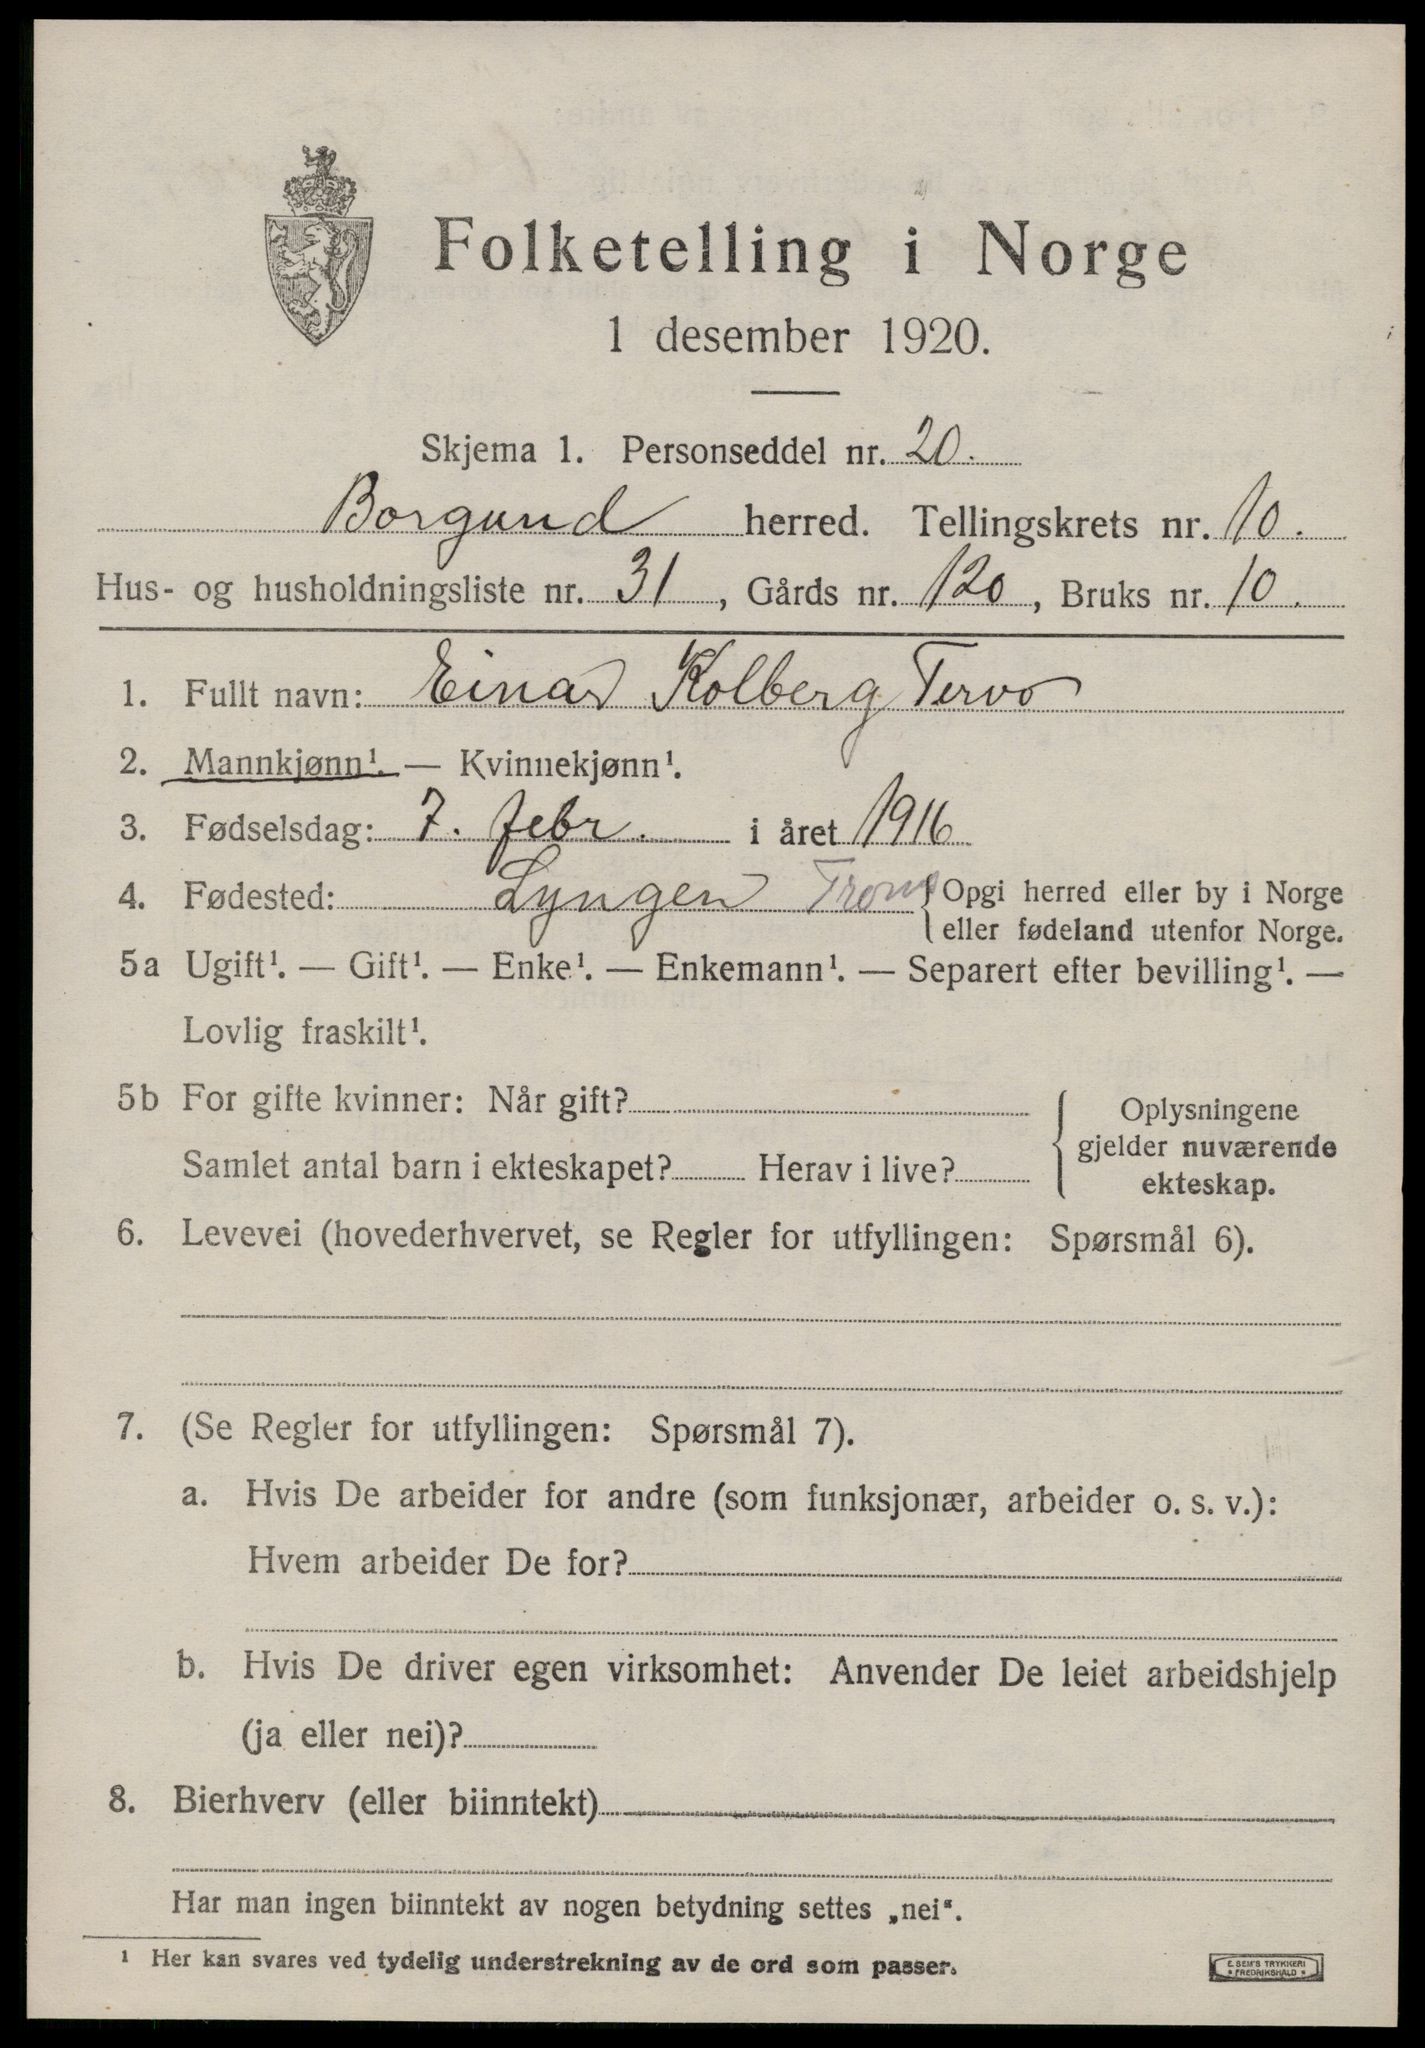 Folketelling i Norge
1 desember 1920.
Skjema 1. Personseddel nr. 20.
Borgund herred. Tellingskrets nr. 10.
Hus- og husholdningsliste nr. 31, Gårds nr. 120, Bruks nr. 10.
1. Fullt navn: Einar Kolberg Tervo
2. Mannkjønn¹. — Kvinnekjønn¹.
3. Fødselsdag: 7. febr. i året 1916
4. Fødested: Lyngen Troms { Opgi herred eller by i Norge
eller fødeland utenfor Norge.
5a Ugift¹. — Gift¹. — Enke¹. — Enkemann¹. — Separert efter bevilling¹. —
Lovlig fraskilt¹.
5b For gifte kvinner: Når gift?
Samlet antal barn i ekteskapet? Herav i live?
{ Oplysningene
gjelder nuværende
ekteskap.
6. Levevei (hovederhvervet, se Regler for utfyllingen: Spørsmål 6).
7. (Se Regler for utfyllingen: Spørsmål 7).
a. Hvis De arbeider for andre (som funksjonær, arbeider o. s. v.):
Hvem arbeider De for?
b. Hvis De driver egen virksomhet: Anvender De leiet arbeidshjelp
(ja eller nei)?
8. Bierhverv (eller biinntekt)
Har man ingen biinntekt av nogen betydning settes „nei“.
¹ Her kan svares ved tydelig understrekning av de ord som passer.
E. SEM'S TRYKKERI
* FREDRIKSHALD *